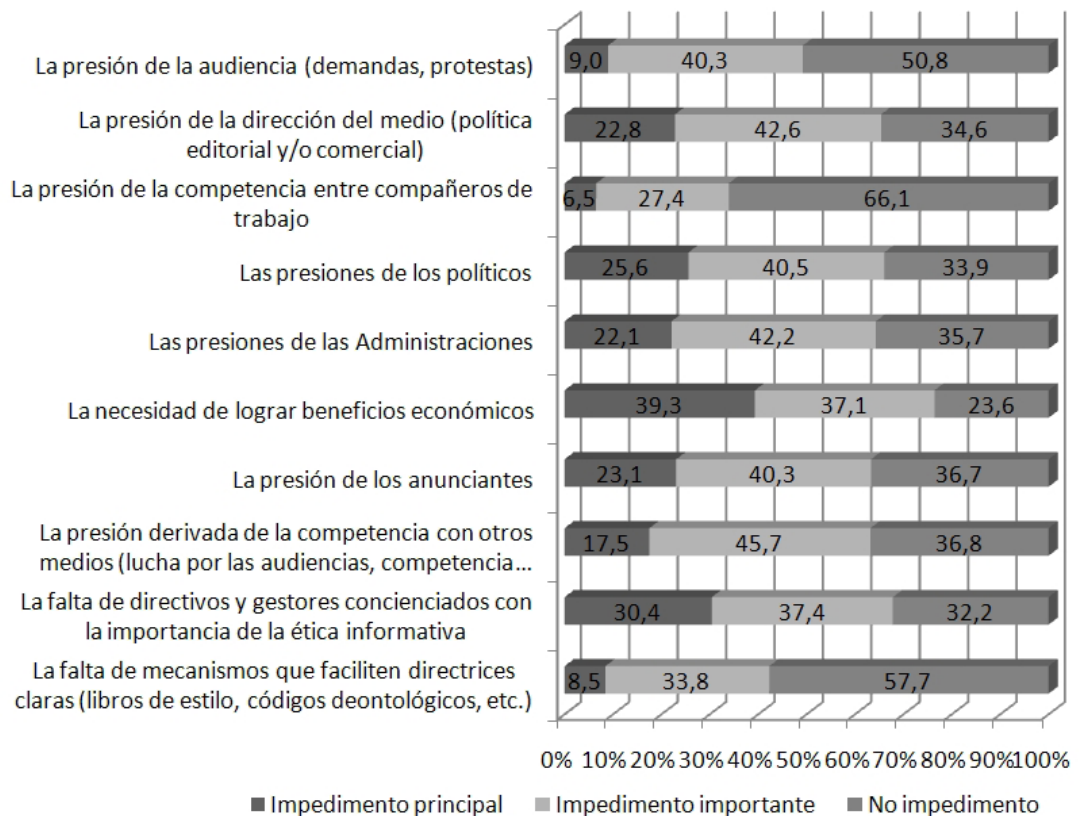 La presión de la audiencia (demandas, protestas)
9,0 40,3 50,8
La presión de la dirección del medio (política
editorial y/o comercial)
22,8 42,6 34,6
La presión de la competencia entre compañeros de
trabajo
6,5 27,4 66,1
Las presiones de los políticos
25,6 40,5 33,9
Las presiones de las Administraciones
22,1 42,2 35,7
La necesidad de lograr beneficios económicos
39,3 37,1 23,6
La presión de los anunciantes
23,1 40,3 36,7
La presión derivada de la competencia con otros
medios (lucha por las audiencias, competencia...
17,5 45,7 36,8
La falta de directivos y gestores concienciados con
la importancia de la ética informativa
30,4 37,4 32,2
La falta de mecanismos que faciliten directrices
claras (libros de estilo, códigos deontológicos, etc.)
8,5 33,8 57,7
0% 10% 20% 30% 40% 50% 60% 70% 80% 90% 100%
Impedimento principal Impedimento importante No impedimento